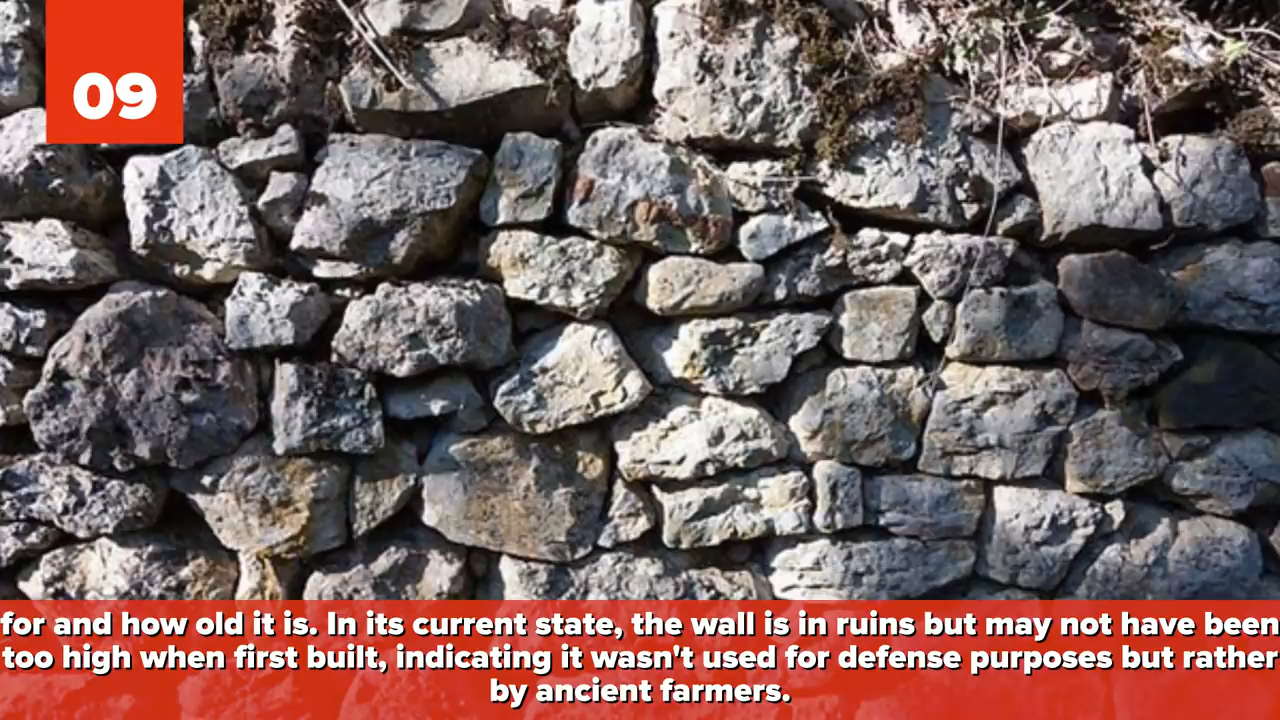 09
for and how old it is. In its current state, the wall is in ruins but may not have been
too high when first built, indicating it wasn't used for defense purposes but rather
by ancient farmers.